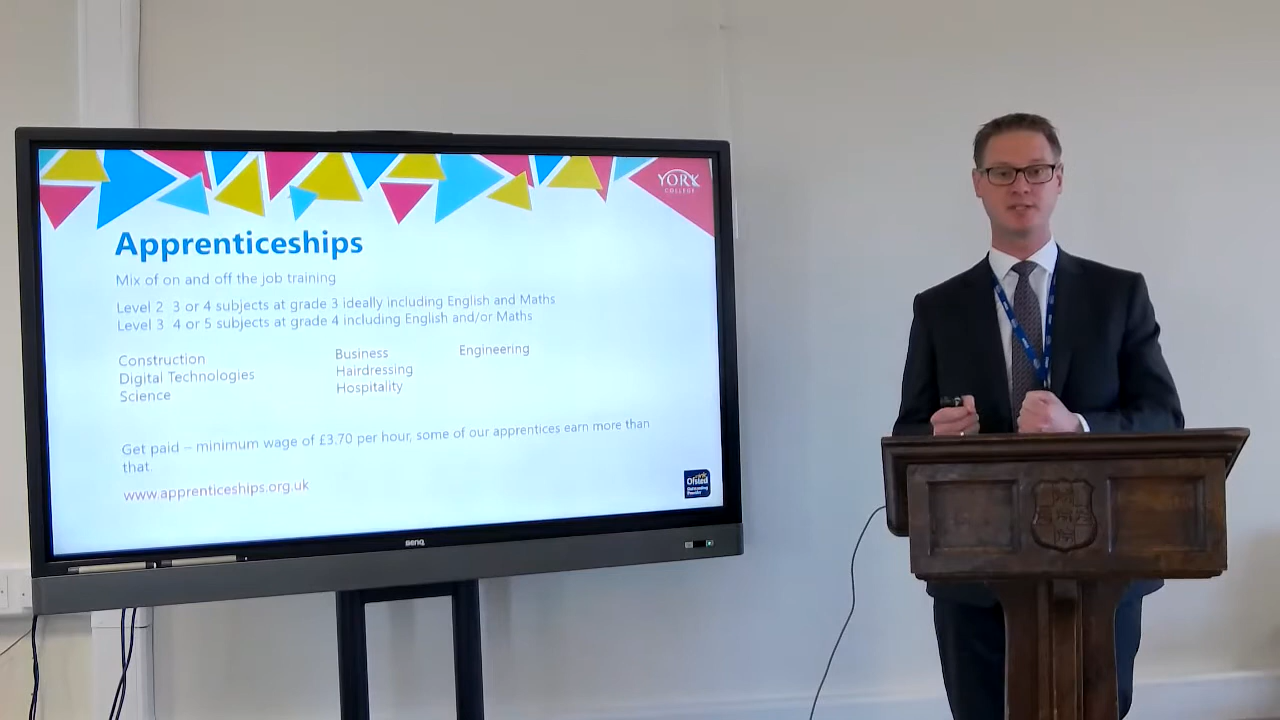 YORK
COLLEGE
Apprenticeships
Mix of on and off the job training
Level 2 3 or 4 subjects at grade 3 ideally including English and Maths
Level 3 4 or 5 subjects at grade 4 including English and/or Maths
Construction
Digital Technologies
Science
Business
Hairdressing
Hospitality
Engineering
Get paid – minimum wage of £3.70 per hour, some of our apprentices earn more than
that.
www.apprenticeships.org.uk
Ofsted
Outstanding
Provider
BenQ